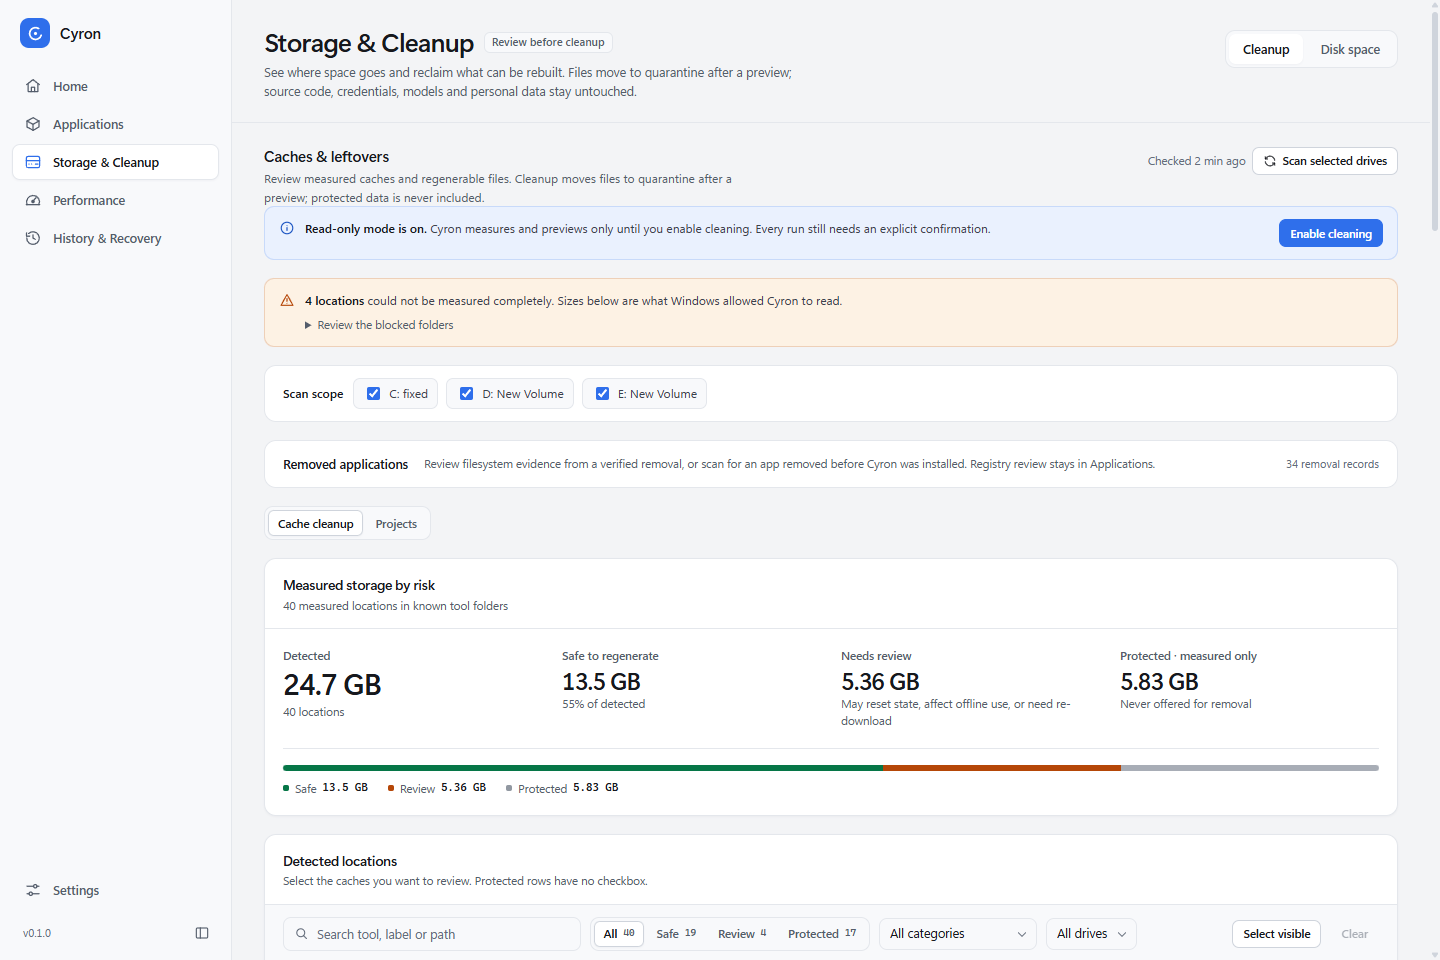 Cyron
Home
Applications
Storage & Cleanup
Performance
History & Recovery
Settings
v0.1.0
Storage & Cleanup
Review before cleanup
See where space goes and reclaim what can be rebuilt. Files move to quarantine after a preview;
source code, credentials, models and personal data stay untouched.
Cleanup
Disk space
Caches & leftovers
Review measured caches and regenerable files. Cleanup moves files to quarantine after a
preview; protected data is never included.
Checked 2 min ago
Scan selected drives
Read-only mode is on. Cyron measures and previews only until you enable cleaning. Every run still needs an explicit confirmation.
Enable cleaning
4 locations could not be measured completely. Sizes below are what Windows allowed Cyron to read.
Review the blocked folders
Scan scope
C: fixed
D: New Volume
E: New Volume
Removed applications
Review filesystem evidence from a verified removal, or scan for an app removed before Cyron was installed. Registry review stays in Applications.
34 removal records
Cache cleanup
Projects
Measured storage by risk
40 measured locations in known tool folders
Detected
24.7 GB
40 locations
Safe to regenerate
13.5 GB
55% of detected
Needs review
5.36 GB
May reset state, affect offline use, or need re-
download
Protected · measured only
5.83 GB
Never offered for removal
Safe 13.5 GB
Review 5.36 GB
Protected 5.83 GB
Detected locations
Select the caches you want to review. Protected rows have no checkbox.
Search tool, label or path
All 40
Safe 19
Review 4
Protected 17
All categories
All drives
Select visible
Clear